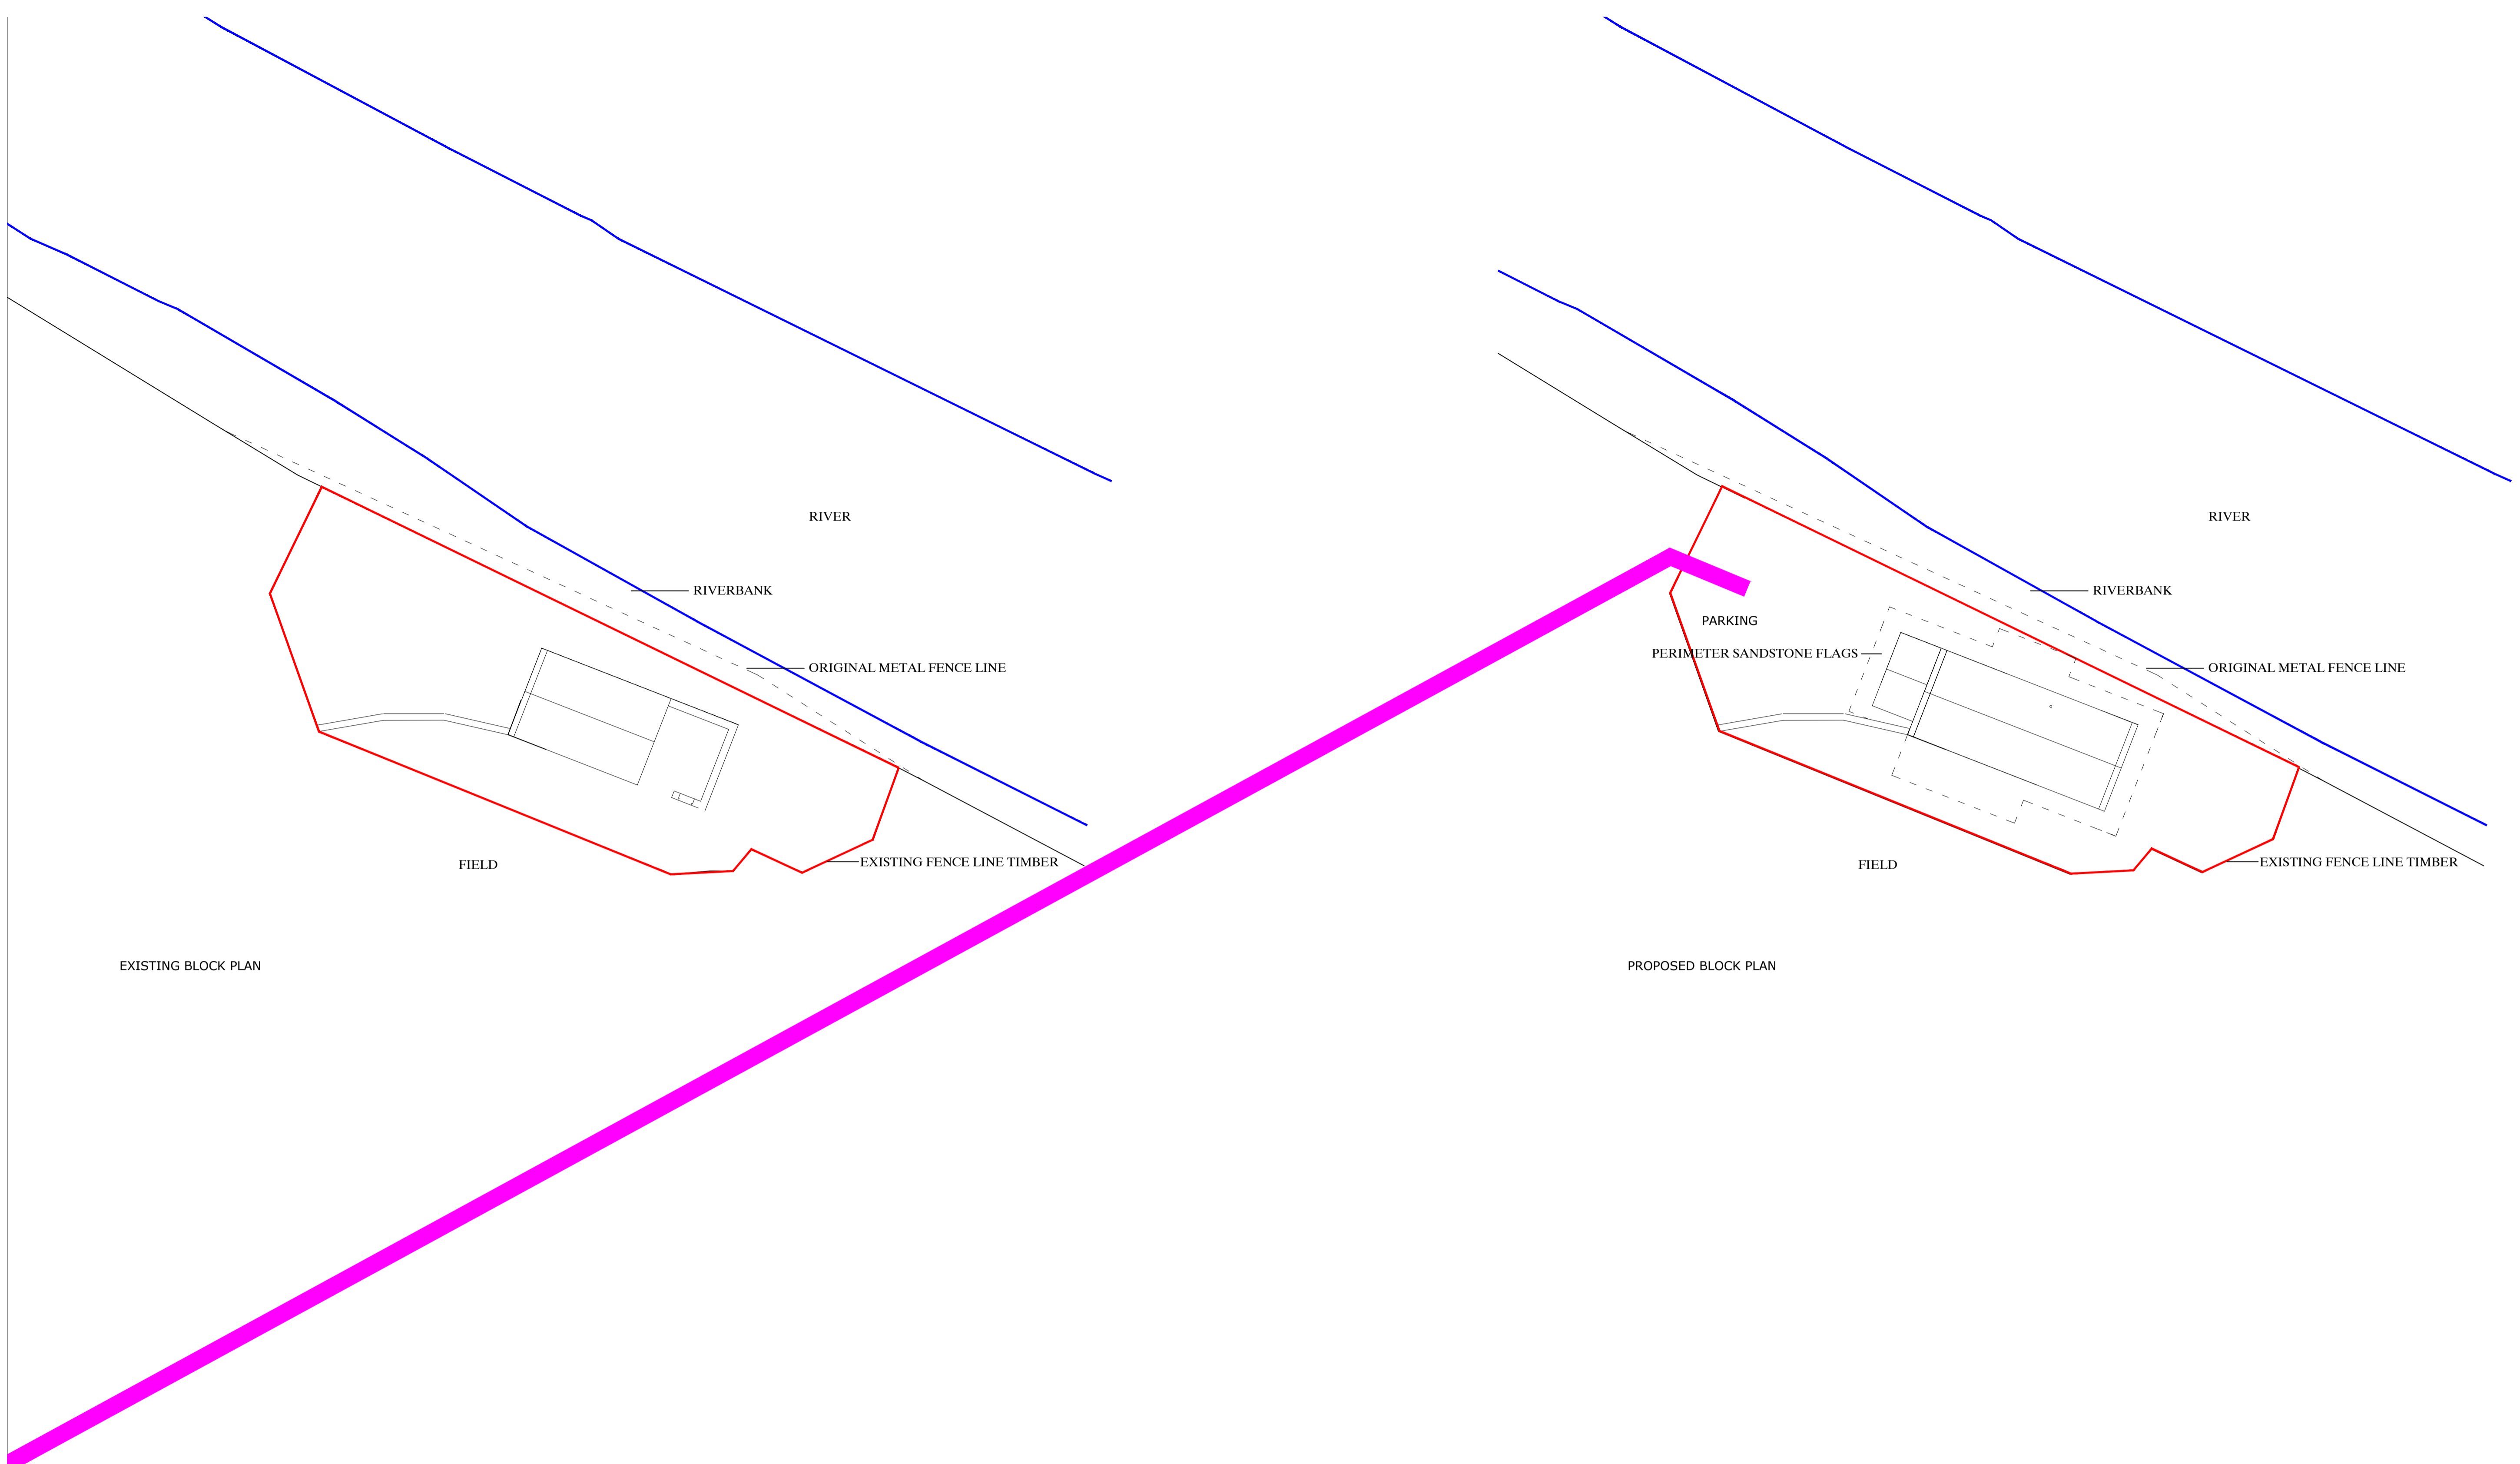 RIVER
RIVERBANK
ORIGINAL METAL FENCE LINE
FIELD
EXISTING FENCE LINE TIMBER
EXISTING BLOCK PLAN
RIVER
RIVERBANK
PARKING
PERIMETER SANDSTONE FLAGS
ORIGINAL METAL FENCE LINE
FIELD
EXISTING FENCE LINE TIMBER
PROPOSED BLOCK PLAN